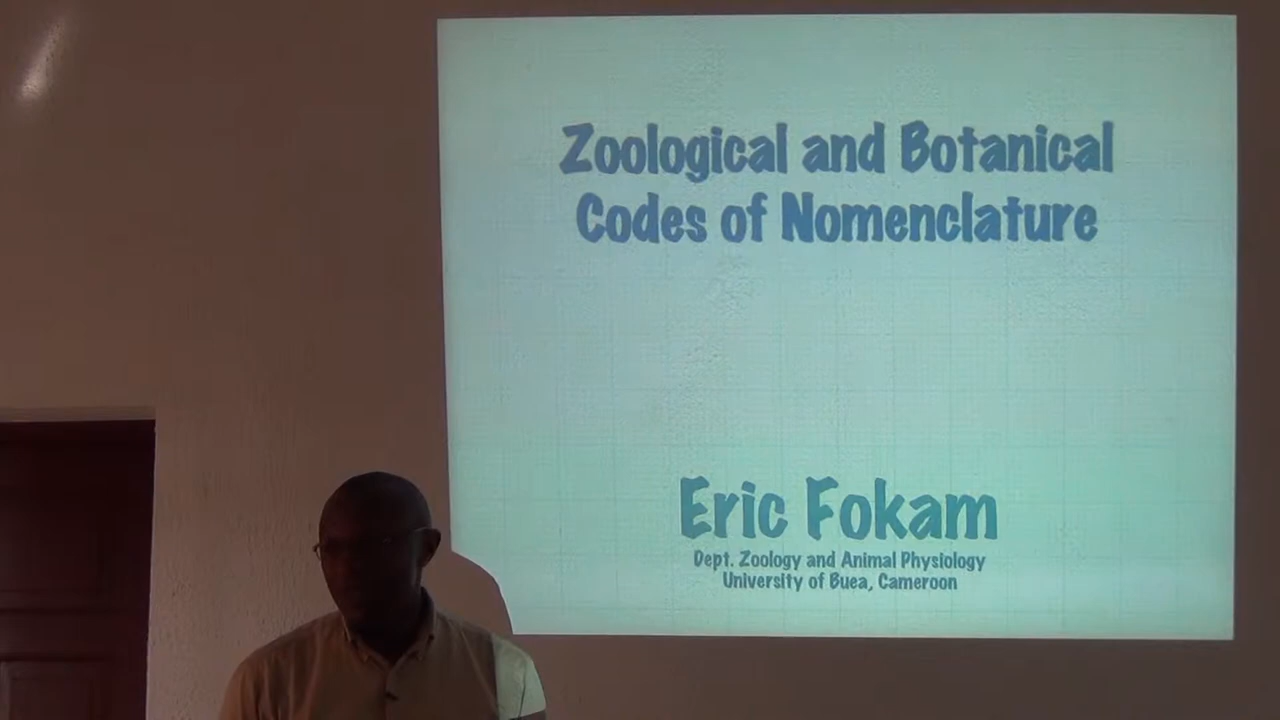 Zoological and Botanical
Codes of Nomenclature
Eric Fokam
Dept. Zoology and Animal Physiology
University of Buea, Cameroon